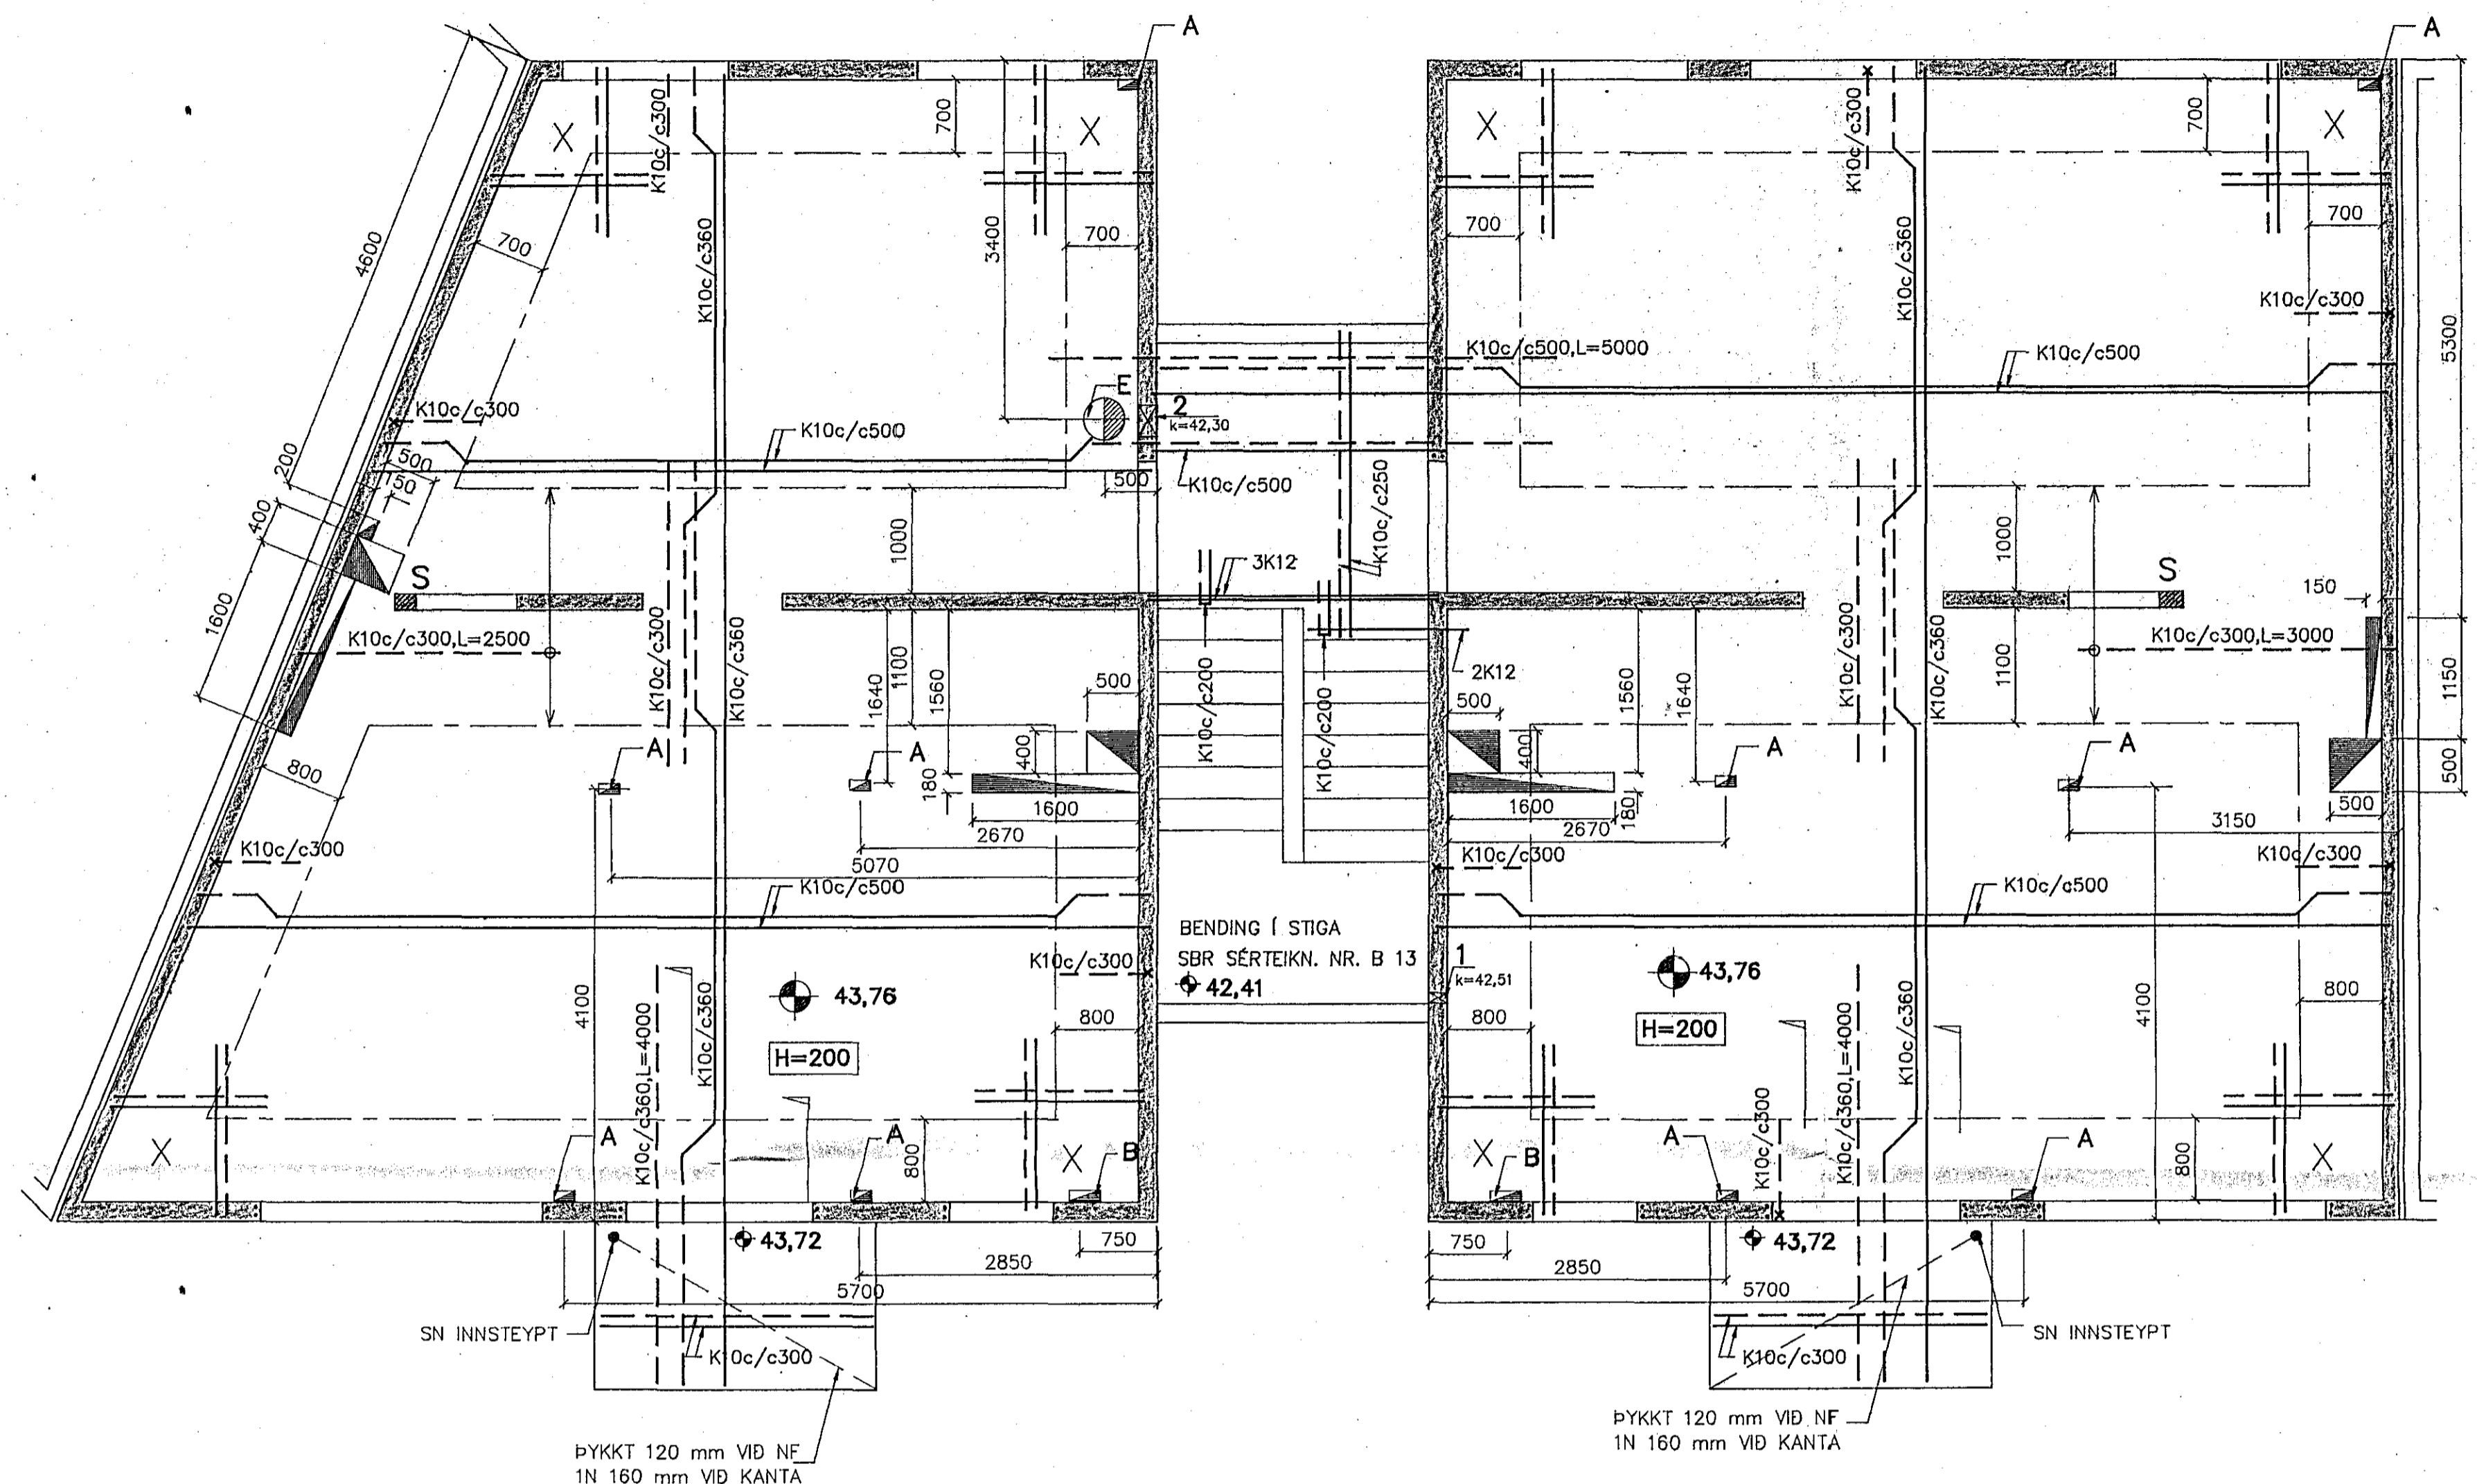 A
A
4600
700
K10c/c300
X
X
3400
700
700
K10c/c360
X
K10c/c300
K10c/c360
700
X
700
700
K10c/c300
5300
K10c/c500,L=5000
K10c/c500
E
2
k=42,30
K10c/c300
K10c/c500
200
500
150
400
500
K10c/c500
K10c/c250
1000
1000
S
3K12
S
150
1600
K10c/c300,L=2500
K10c/c300
K10c/c360
1640
1100
1560
500
K10c/c200
K10c/c200
2K12
500
1560
1640
K10c/c300
K10c/c360
1100
K10c/c300,L=3000
1150
800
A
A
400
180
400
A
A
500
1600
2670
1600
2670
180
500
3150
K10c/c300
5070
K10c/c300
K10c/c300
K10c/c500
K10c/c500
BENDING Í STIGA
SBR SÉRTEIKN. NR. B 13
42,41
K10c/c300
1
k=42,51
4100
K10c/c360,L=4000
K10c/c360
43,76
H=200
800
43,76
H=200
800
K10c/c300
K10c/c360,L=4000
K10c/c360
4100
800
X
A
A
800
X
B
X
B
A
A
800
X
43,72
750
2850
5700
43,72
750
2850
5700
SN INNSTEYPT
K10c/c300
SN INNSTEYPT
K10c/c300
ÞYKKT 120 mm VIÐ NF
1N 160 mm VIÐ KANTA
ÞYKKT 120 mm VIÐ NF
1N 160 mm VIÐ KANTA